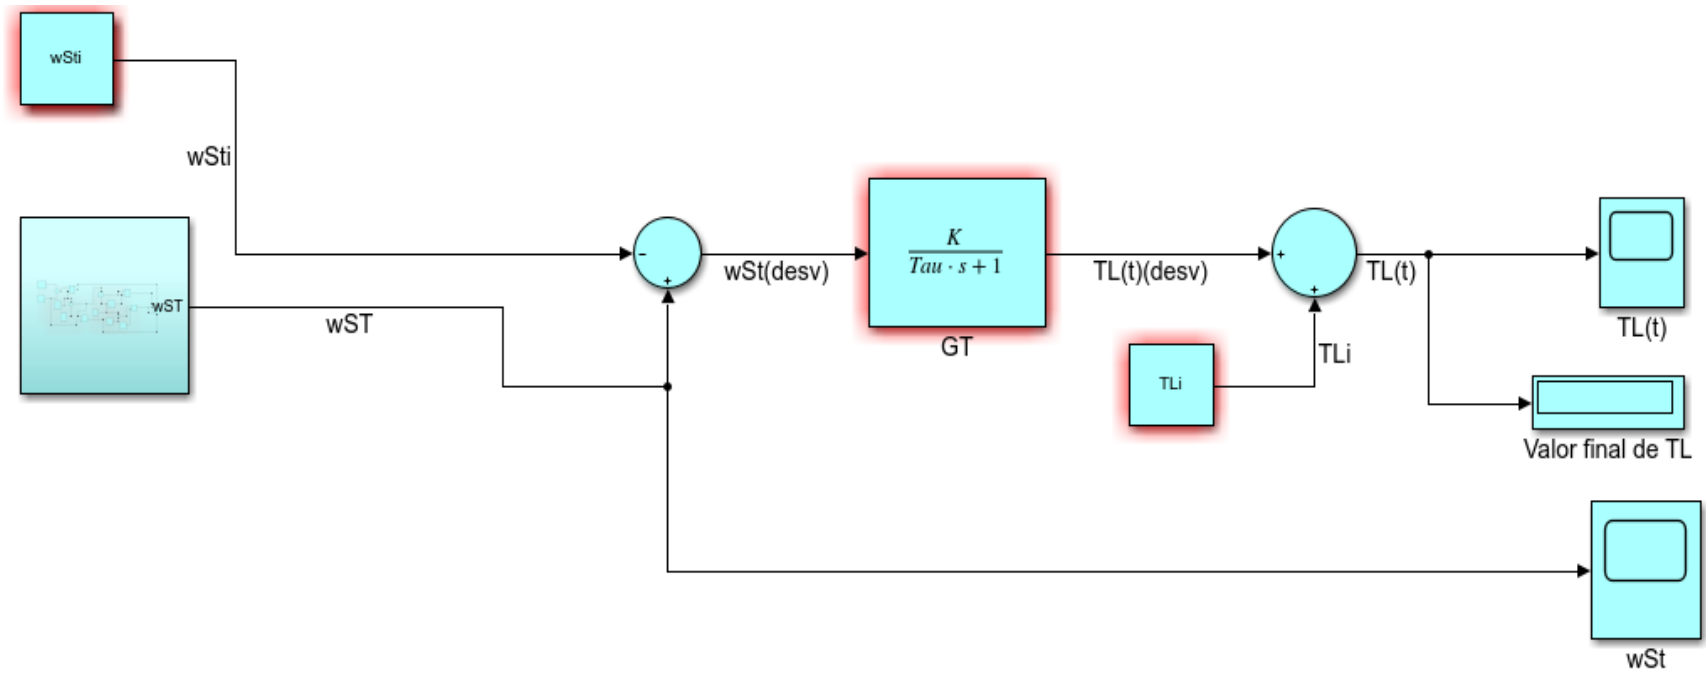 wSti
wSti
wST
wST
-
+
wSt(desv)
K
Tau · s + 1
GT
TL(t)(desv)
+
+
TLi
TLi
TL(t)
TL(t)
Valor final de TL
wSt